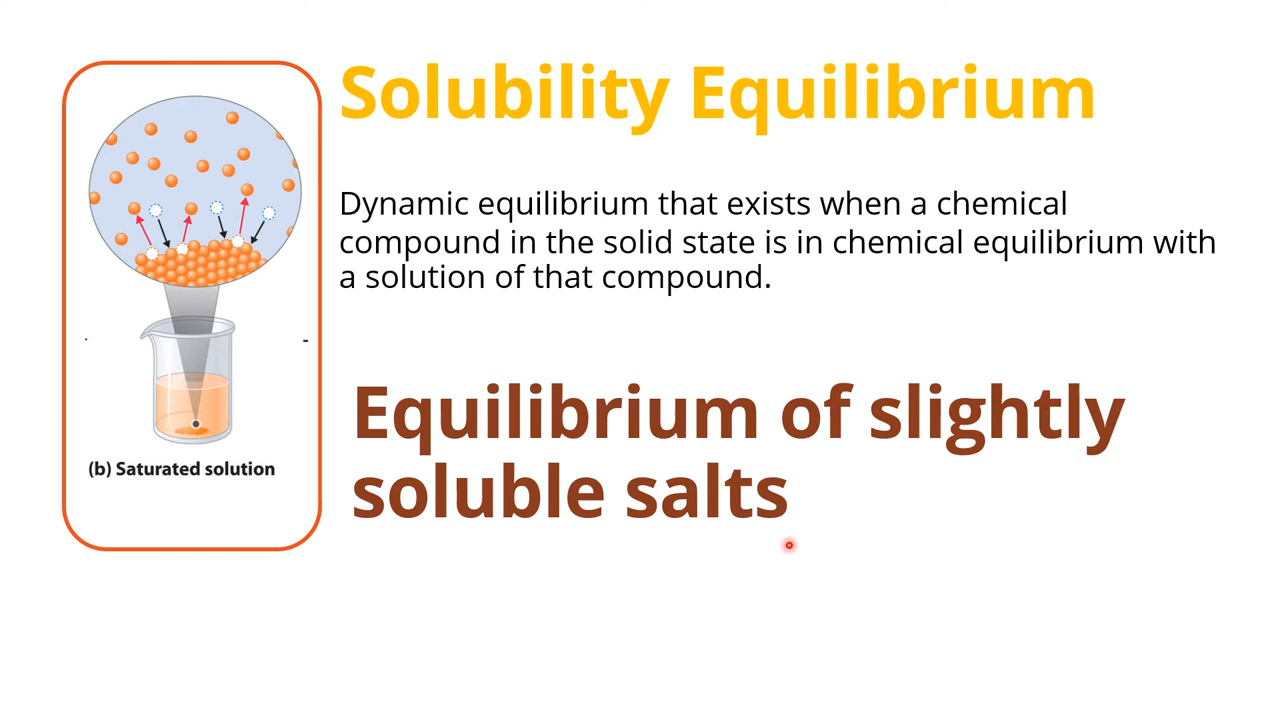 Solubility Equilibrium
Dynamic equilibrium that exists when a chemical
compound in the solid state is in chemical equilibrium with
a solution of that compound.
Equilibrium of slightly
soluble salts
(b) Saturated solution